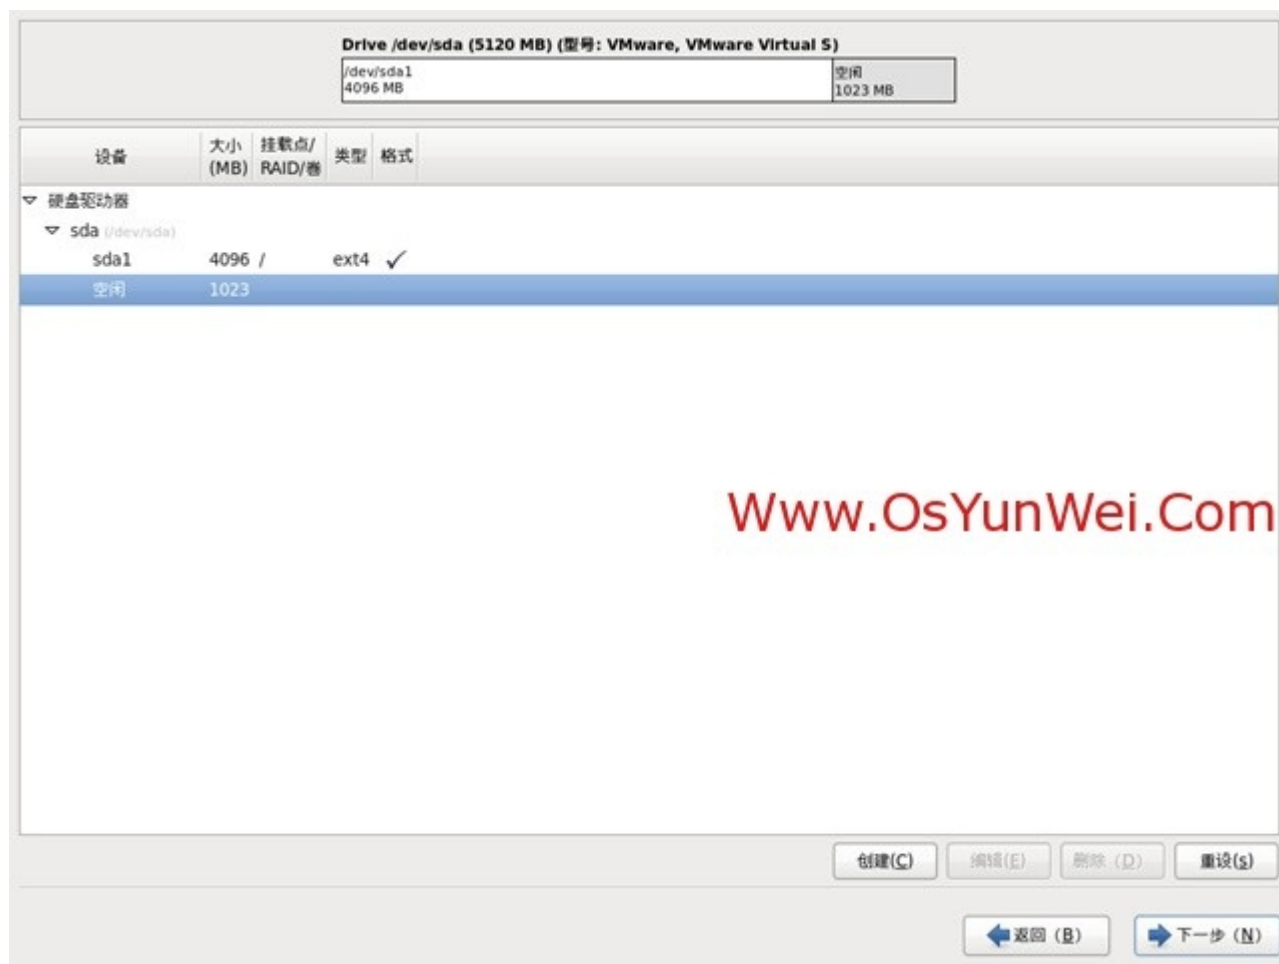 Drive /dev/sda (5120 MB) (型号: VMware, VMware Virtual S)
/dev/sda1
4096 MB
空闲
1023 MB
设备
大小
(MB)
挂载点/
RAID/卷
类型
格式
硬盘驱动器
sda (/dev/sda)
sda1 4096 / ext4
空闲 1023
Www.OsYunWei.Com
创建(C) 编辑(E) 删除 (D) 重设(s)
返回 (B) 下一步 (N)